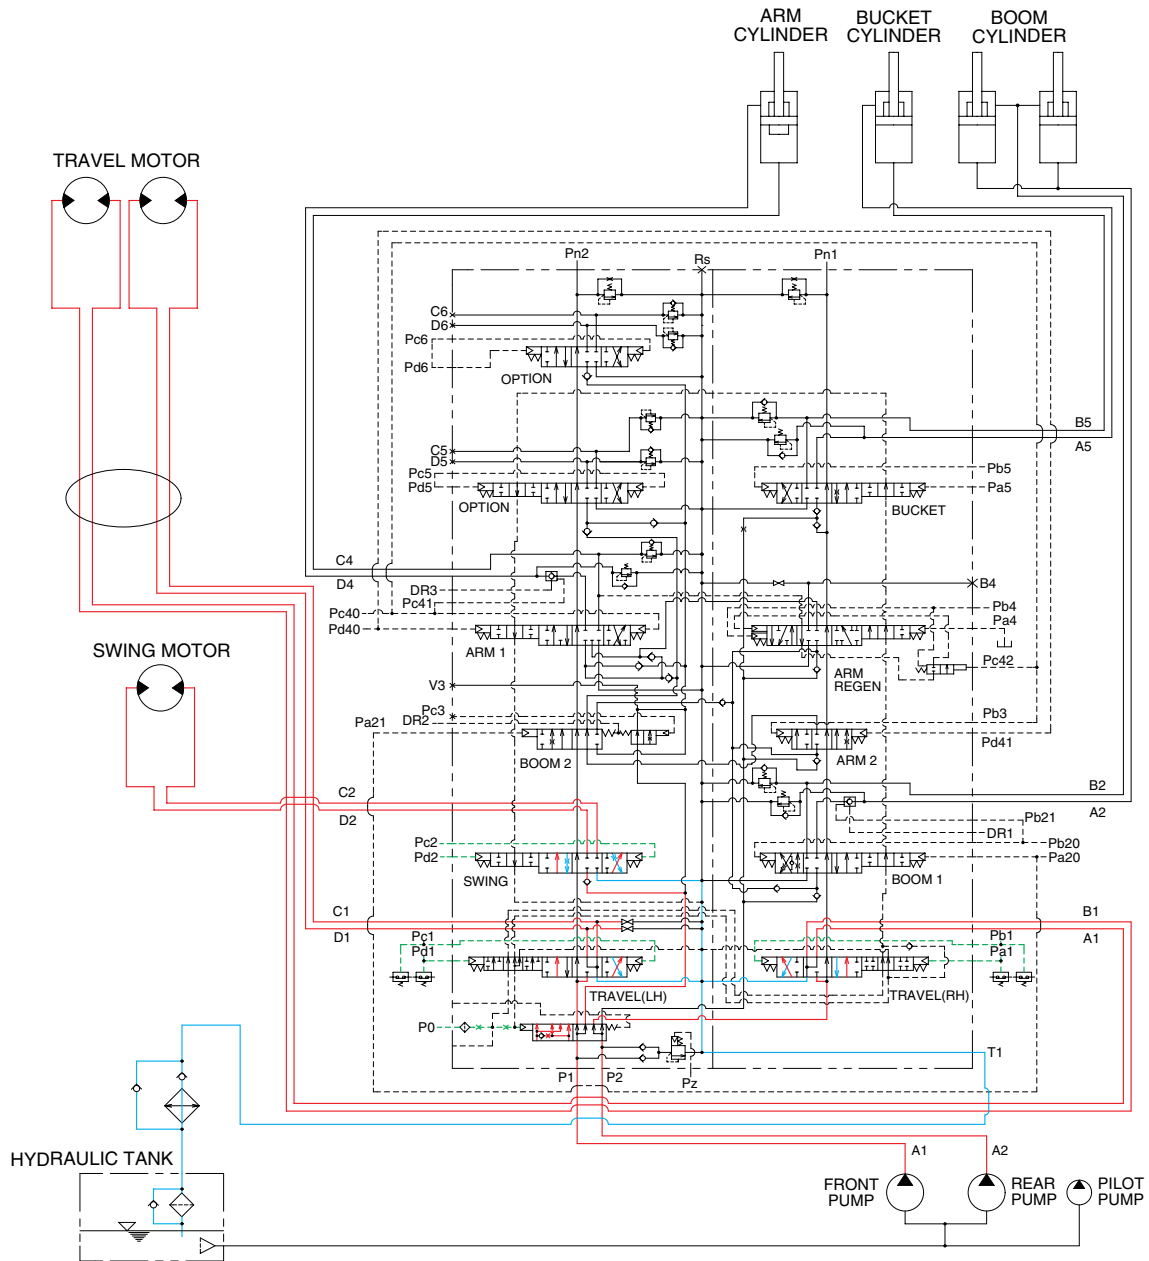 ARM
CYLINDER
BUCKET
CYLINDER
BOOM
CYLINDER
TRAVEL MOTOR
Pn2
Rs
Pn1
C6
D6
Pc6
Pd6
OPTION
B5
A5
C5
D5
Pc5
Pd5
Pb5
Pa5
OPTION
BUCKET
C4
D4
DR3
Pc41
B4
Pc40
Pd40
Pb4
Pa4
ARM 1
ARM
REGEN
Pc42
SWING MOTOR
V3
Pc3
DR2
Pa21
Pb3
Pd41
BOOM 2
ARM 2
C2
D2
B2
A2
Pb21
DR1
Pc2
Pd2
Pb20
Pa20
SWING
BOOM 1
C1
D1
B1
A1
Pc1
Pd1
Pb1
Pa1
TRAVEL(LH)
TRAVEL(RH)
P0
T1
P1
P2
Pz
HYDRAULIC TANK
A1
A2
FRONT
PUMP
REAR
PUMP
PILOT
PUMP